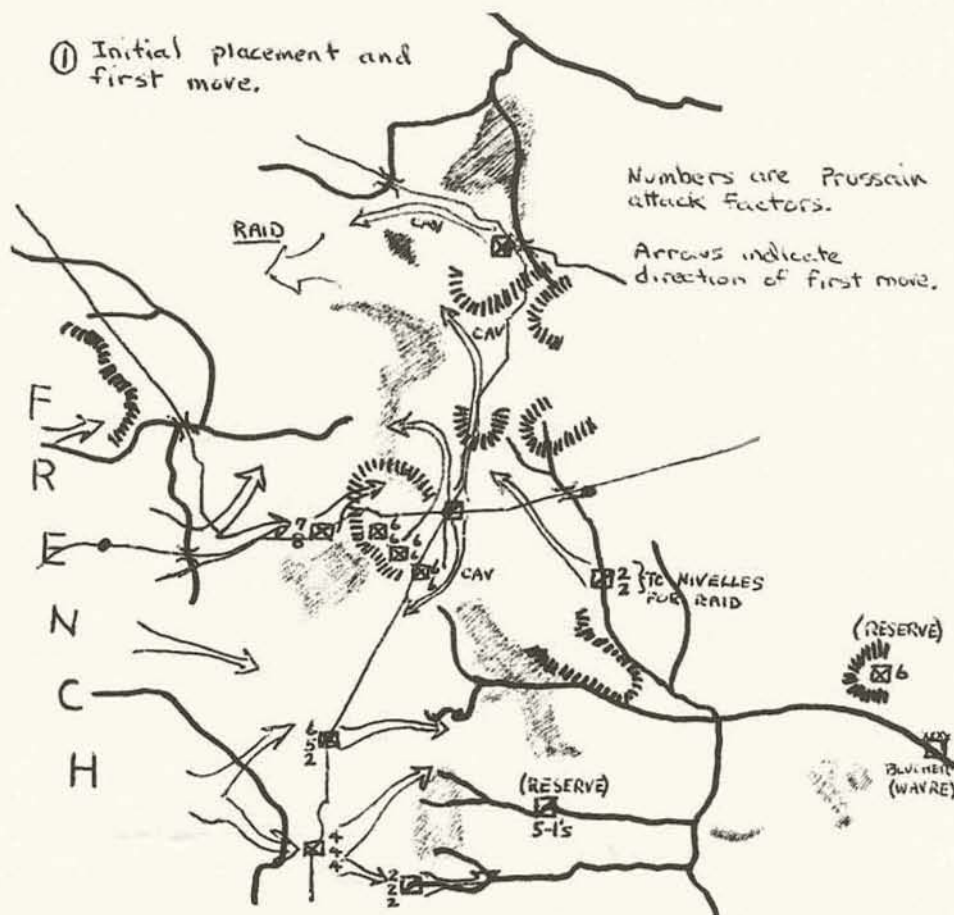 ① Initial placement and
first move.
Numbers are Prussain
attack factors.
Arrows indicate
direction of first move.
RAID
CAV
CAV
F
R
E
N
C
H
7
8
6
6
6
6
6
CAV
2
2
TO NIVELLES
FOR RAID
(RESERVE)
6
6
5
2
XXXX
BLUCHER
(WAVRE)
(RESERVE)
5-1's
4
4
4
2
2
2